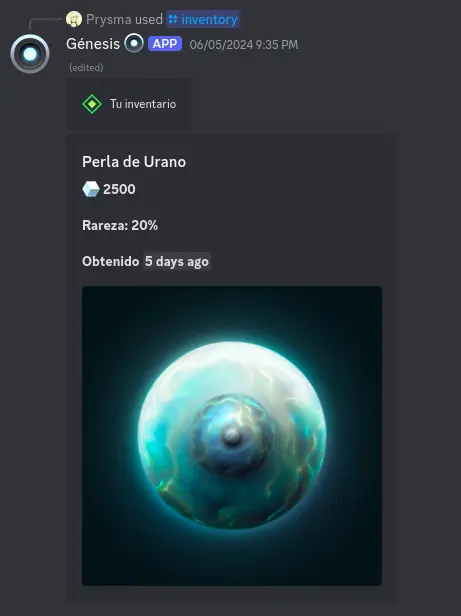 Prysma used inventory
Génesis APP 06/05/2024 9:35 PM
(edited)
Tu inventario
Perla de Urano
2500
Rareza: 20%
Obtenido 5 days ago